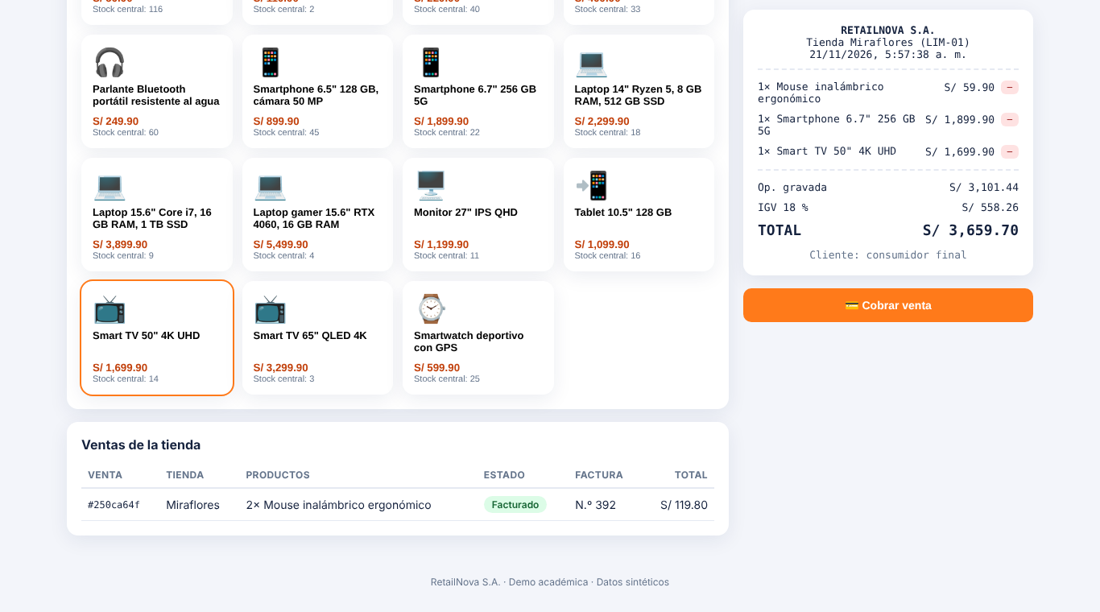 Stock central: 116
Stock central: 2
Stock central: 40
Stock central: 33
Parlante Bluetooth
portátil resistente al agua
S/ 249.90
Stock central: 60
Smartphone 6.5" 128 GB,
cámara 50 MP
S/ 899.90
Stock central: 45
Smartphone 6.7" 256 GB
5G
S/ 1,899.90
Stock central: 22
Laptop 14" Ryzen 5, 8 GB
RAM, 512 GB SSD
S/ 2,299.90
Stock central: 18
Laptop 15.6" Core i7, 16
GB RAM, 1 TB SSD
S/ 3,899.90
Stock central: 9
Laptop gamer 15.6" RTX
4060, 16 GB RAM
S/ 5,499.90
Stock central: 4
Monitor 27" IPS QHD
S/ 1,199.90
Stock central: 11
Tablet 10.5" 128 GB
S/ 1,099.90
Stock central: 16
Smart TV 50" 4K UHD
S/ 1,699.90
Stock central: 14
Smart TV 65" QLED 4K
S/ 3,299.90
Stock central: 3
Smartwatch deportivo
con GPS
S/ 599.90
Stock central: 25
Ventas de la tienda
VENTA TIENDA PRODUCTOS ESTADO FACTURA TOTAL
#250ca64f Miraflores 2× Mouse inalámbrico ergonómico Facturado N.º 392 S/ 119.80
RETAILNOVA S.A.
Tienda Miraflores (LIM-01)
21/11/2026, 5:57:38 a. m.
1× Mouse inalámbrico S/ 59.90 −
ergonómico
1× Smartphone 6.7" 256 GB S/ 1,899.90 −
5G
1× Smart TV 50" 4K UHD S/ 1,699.90 −
Op. gravada S/ 3,101.44
IGV 18 % S/ 558.26
TOTAL S/ 3,659.70
Cliente: consumidor final
Cobrar venta
RetailNova S.A. · Demo académica · Datos sintéticos